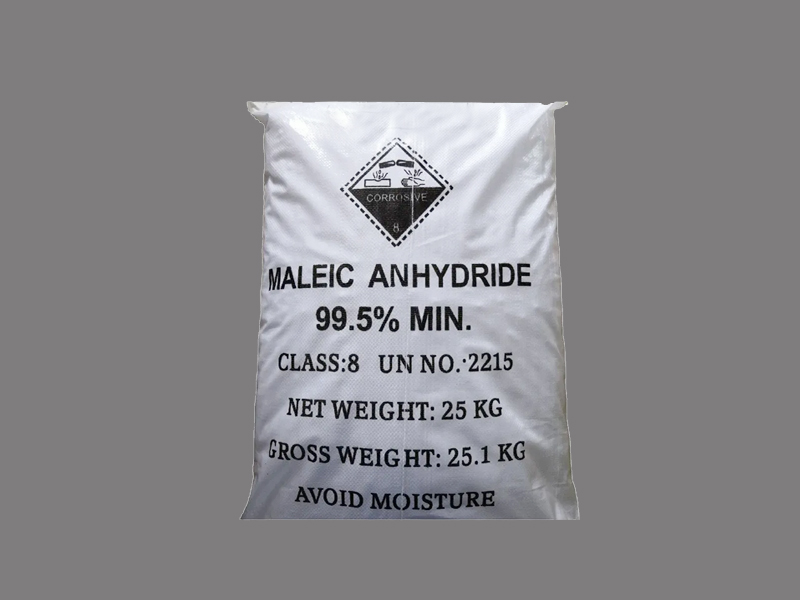 CORROSIVE
8
MALEIC ANHYDRIDE
99.5% MIN.
CLASS:8 UN NO.:2215
NET WEIGHT: 25 KG
GROSS WEIGHT: 25.1 KG
AVOID MOISTURE